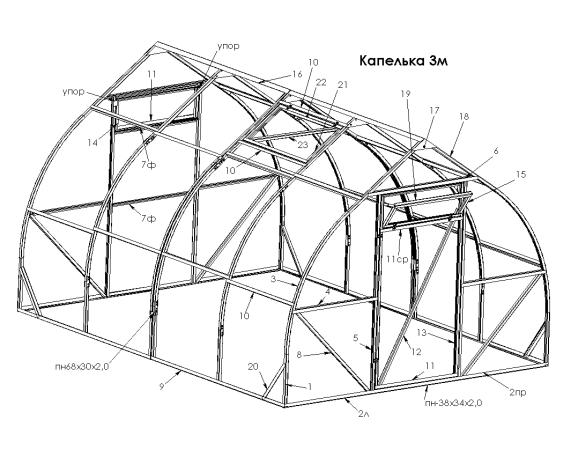 упор
Капелька 3м
11
16
10
22
21
упор
19
17
18
14
23
6
7ф
10
15
7ф
11ср
3
4
10
13
12
8
5
пн68х30х2,0
20
11
9
1
2л
2пр
пн-38х34х2,0